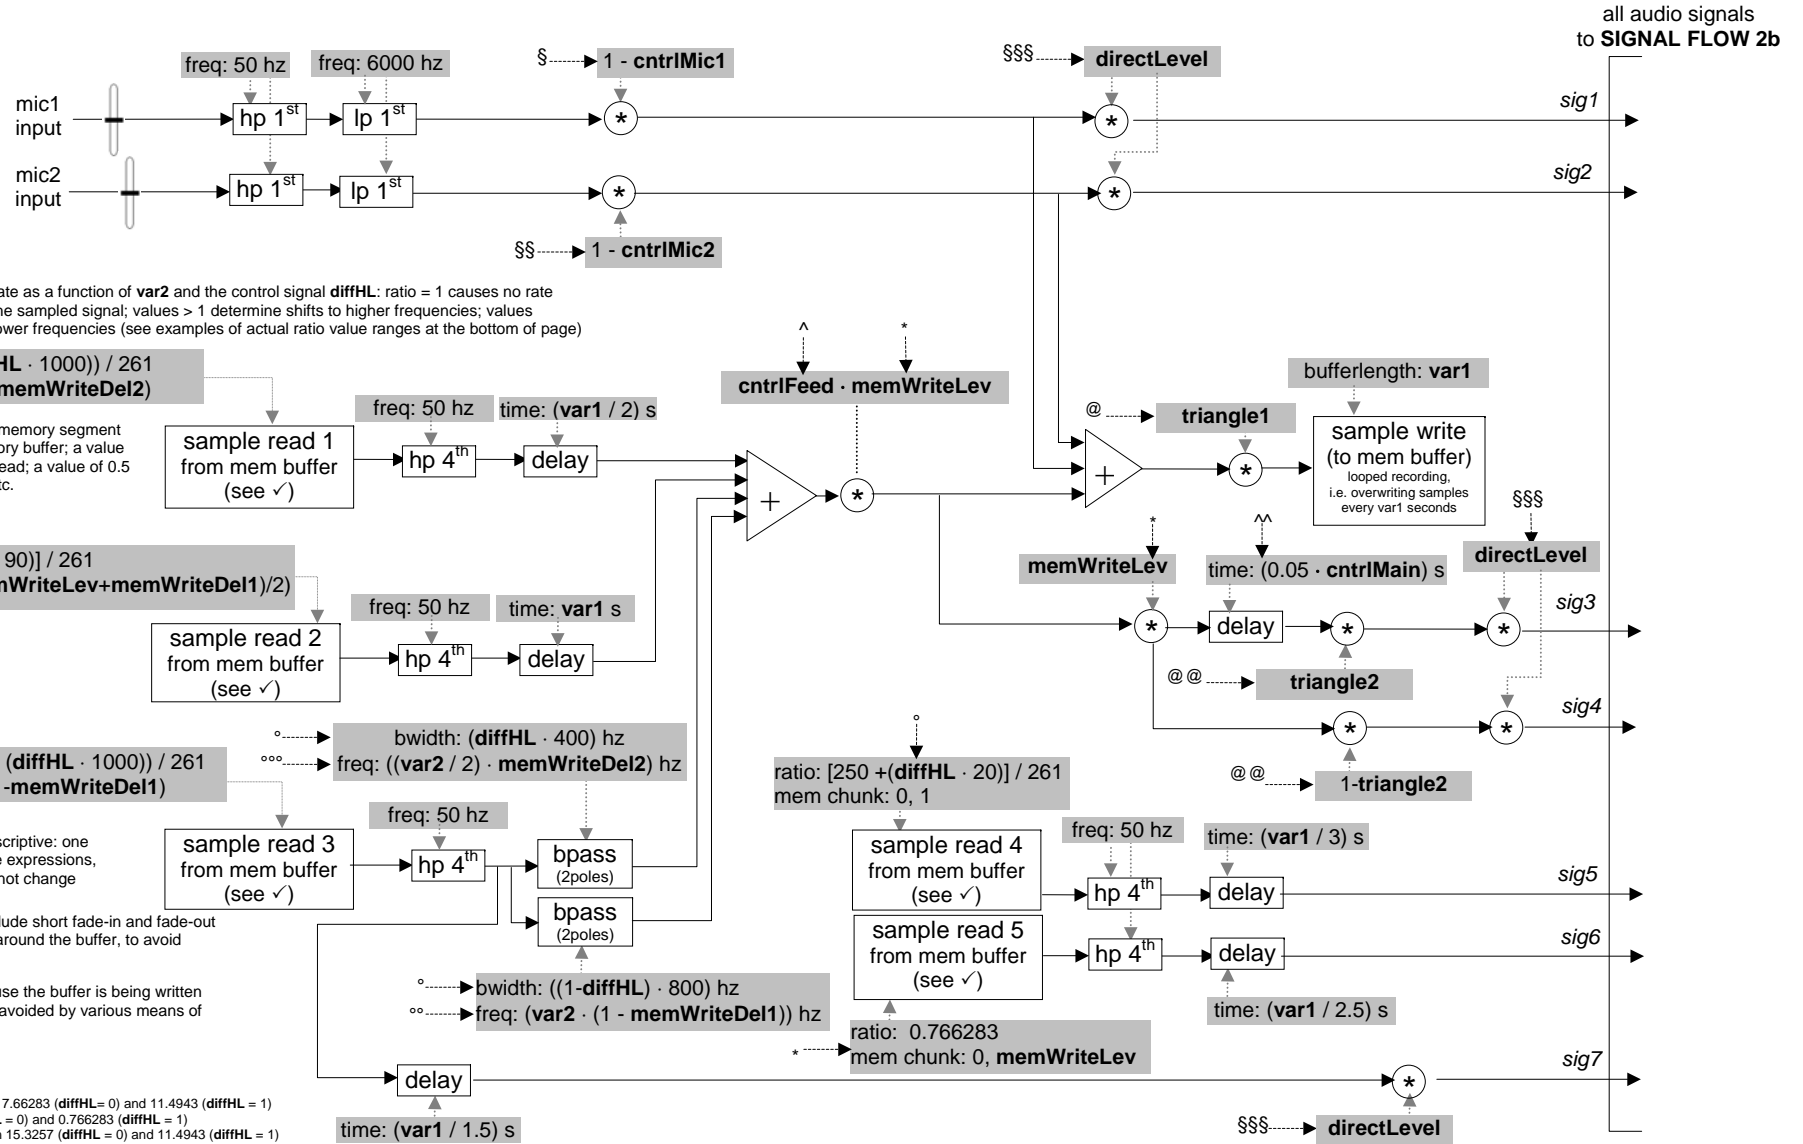 all audio signals
to SIGNAL FLOW 2b
freq: 50 hz
freq: 6000 hz
§
1 - cntrlMic1
§§§
directLevel
mic1
input
hp 1st
lp 1st
*
*
sig1
mic2
input
hp 1st
lp 1st
*
*
sig2
§§
1 - cntrlMic2
ate as a function of var2 and the control signal diffHL: ratio = 1 causes no rate
ne sampled signal; values > 1 determine shifts to higher frequencies; values
ower frequencies (see examples of actual ratio value ranges at the bottom of page)
HL · 1000)) / 261
memWriteDel2)
memory segment
ory buffer; a value
ead; a value of 0.5
tc.
freq: 50 hz
time: (var1 / 2) s
sample read 1
from mem buffer
(see ✓)
hp 4th
delay
^
*
cntrlFeed · memWriteLev
+
*
@
triangle1
bufferlength: var1
+
*
sample write
(to mem buffer)
looped recording,
i.e. overwriting samples
every var1 seconds
90)] / 261
mWriteLev+memWriteDel1)/2)
freq: 50 hz
time: var1 s
sample read 2
from mem buffer
(see ✓)
hp 4th
delay
*
memWriteLev
^^
time: (0.05 · cntrlMain) s
§§§
directLevel
*
delay
*
*
sig3
@@
triangle2
*
*
sig4
@@
1-triangle2
(diffHL · 1000)) / 261
-memWriteDel1)
°
bwidth: (diffHL · 400) hz
°°°
freq: ((var2 / 2) · memWriteDel2) hz
freq: 50 hz
sample read 3
from mem buffer
(see ✓)
hp 4th
bpass
(2poles)
bpass
(2poles)
scriptive: one
e expressions,
not change
lude short fade-in and fade-out
around the buffer, to avoid
use the buffer is being written
avoided by various means of
°
bwidth: ((1-diffHL) · 800) hz
°°
freq: (var2 · (1 - memWriteDel1)) hz
°
ratio: [250 +(diffHL · 20)] / 261
mem chunk: 0, 1
sample read 4
from mem buffer
(see ✓)
freq: 50 hz
time: (var1 / 3) s
hp 4th
delay
sig5
sample read 5
from mem buffer
(see ✓)
hp 4th
delay
sig6
time: (var1 / 2.5) s
*
ratio: 0.766283
mem chunk: 0, memWriteLev
delay
*
sig7
time: (var1 / 1.5) s
§§§
directLevel
7.66283 (diffHL= 0) and 11.4943 (diffHL = 1)
= 0) and 0.766283 (diffHL = 1)
15.3257 (diffHL = 0) and 11.4943 (diffHL = 1)